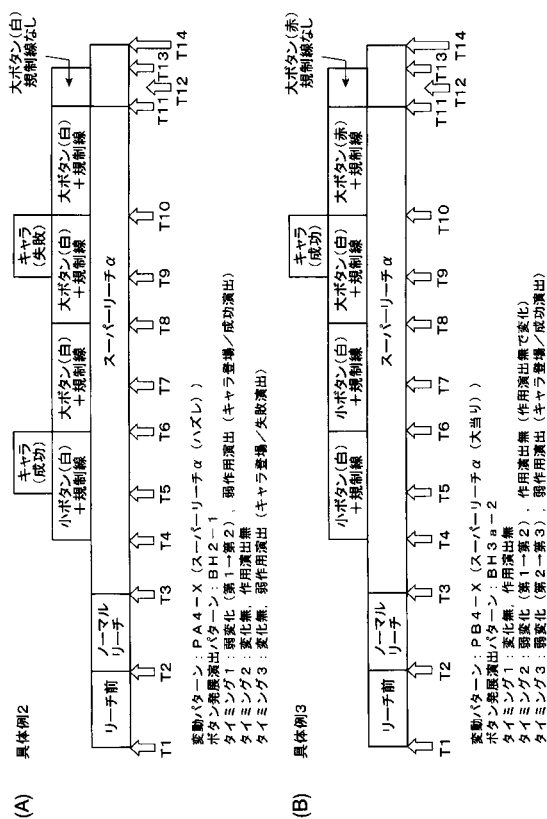 (A)
具体例2
キャラ
(成功)
キャラ
(失敗)
大ボタン(白)
規制線なし
小ボタン(白)
+規制線
大ボタン(白)
+規制線
大ボタン(白)
+規制線
大ボタン(白)
+規制線
リーチ前
ノーマル
リーチ
スーパーリーチα
T1
T2
T3
T4
T5
T6
T7
T8
T9
T10
T11
T12
T13
T14
変動パターン:PA4-X(スーパーリーチα(ハズレ))
ボタン発展演出パターン:BH2-1
タイミング1:弱変化(第1→第2),弱作用演出(キャラ登場/成功演出)
タイミング2:変化無,作用演出無
タイミング3:変化無,弱作用演出(キャラ登場/失敗演出)
(B)
具体例3
キャラ
(成功)
大ボタン(赤)
規制線なし
小ボタン(白)
+規制線
小ボタン(白)
+規制線
大ボタン(白)
+規制線
大ボタン(赤)
+規制線
リーチ前
ノーマル
リーチ
スーパーリーチα
T1
T2
T3
T4
T5
T6
T7
T8
T9
T10
T11
T12
T13
T14
変動パターン:PB4-X(スーパーリーチα(大当り))
ボタン発展演出パターン:BH3a-2
タイミング1:変化無,作用演出無
タイミング2:弱変化(第1→第2),作用演出無(作用演出無で変化)
タイミング3:弱変化(第2→第3),弱作用演出(キャラ登場/成功演出)